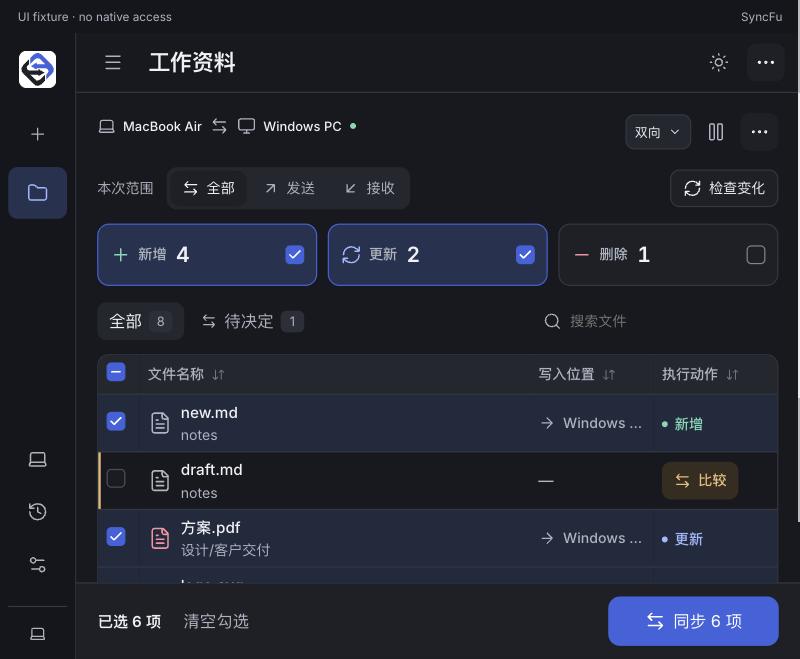 UI fixture · no native access
SyncFu
工作资料
MacBook Air
Windows PC
双向
本次范围
全部
发送
接收
检查变化
新增 4
更新 2
删除 1
全部 8
待决定 1
搜索文件
文件名称
写入位置
执行动作
new.md
notes
Windows ...
新增
draft.md
notes
—
比较
方案.pdf
设计/客户交付
Windows ...
更新
已选 6 项
清空勾选
同步 6 项